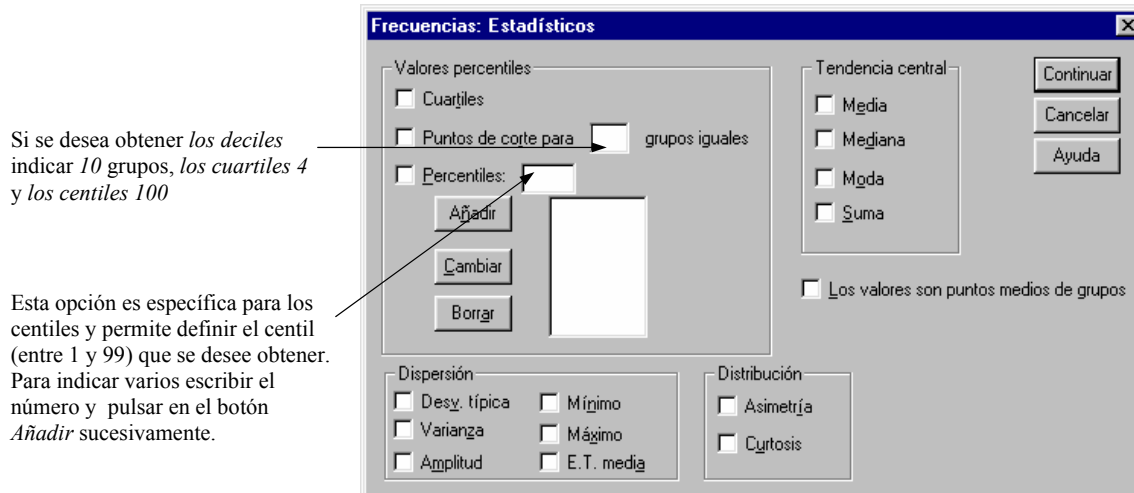 Frecuencias: Estadísticos
Si se desea obtener los deciles
indicar 10 grupos, los cuartiles 4
y los centiles 100
Esta opción es específica para los
centiles y permite definir el centil
(entre 1 y 99) que se desee obtener.
Para indicar varios escribir el
número y pulsar en el botón
Añadir sucesivamente.
Valores percentiles
Cuartiles
Puntos de corte para grupos iguales
Percentiles:
Añadir
Cambiar
Borrar
Tendencia central
Media
Mediana
Moda
Suma
Continuar
Cancelar
Ayuda
Los valores son puntos medios de grupos
Dispersión
Desv. típica
Mínimo
Varianza
Máximo
Amplitud
E.T. media
Distribución
Asimetría
Curtosis